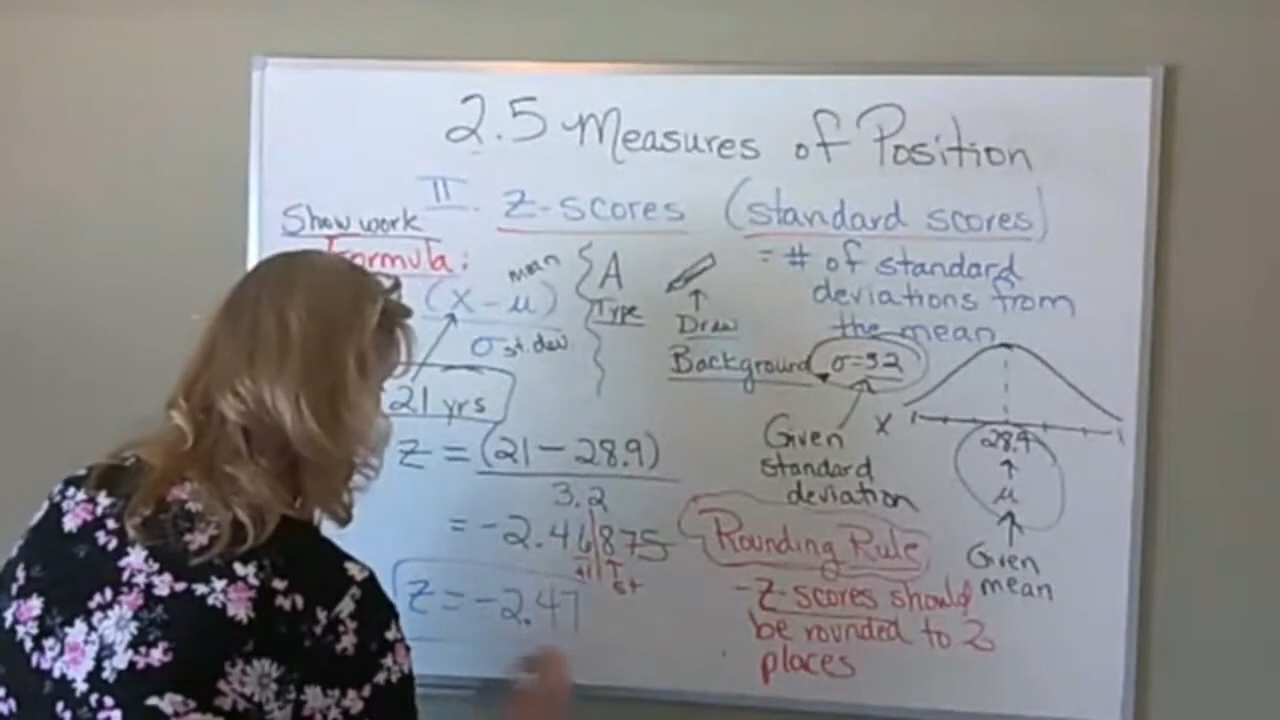 2.5 Measures of Position
II. Z-scores (standard scores)
Show work
Formula:
(x - μ)
mean
σ st. dev
A
Type
Draw
= # of standard
deviations from
the mean
Background
σ=3.2
21 yrs
Z = (21 - 28.9)
3.2
= -2.46875
+1
5+
Z = -2.47
Given
standard
deviation
X
28.9
μ
Given
mean
Rounding Rule
-Z-scores should
be rounded to 2
places